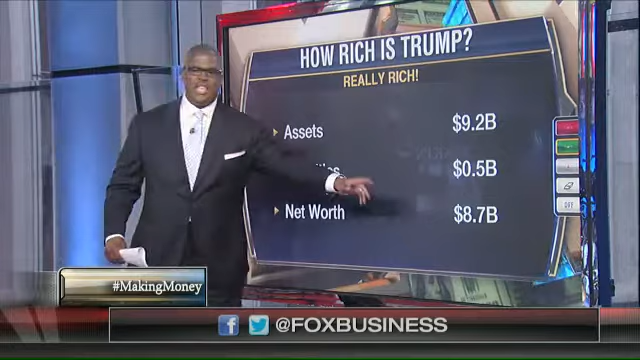 HOW RICH IS TRUMP?
REALLY RICH!
Assets $9.2B
$0.5B
Net Worth $8.7B
#MakingMoney
@FOXBUSINESS